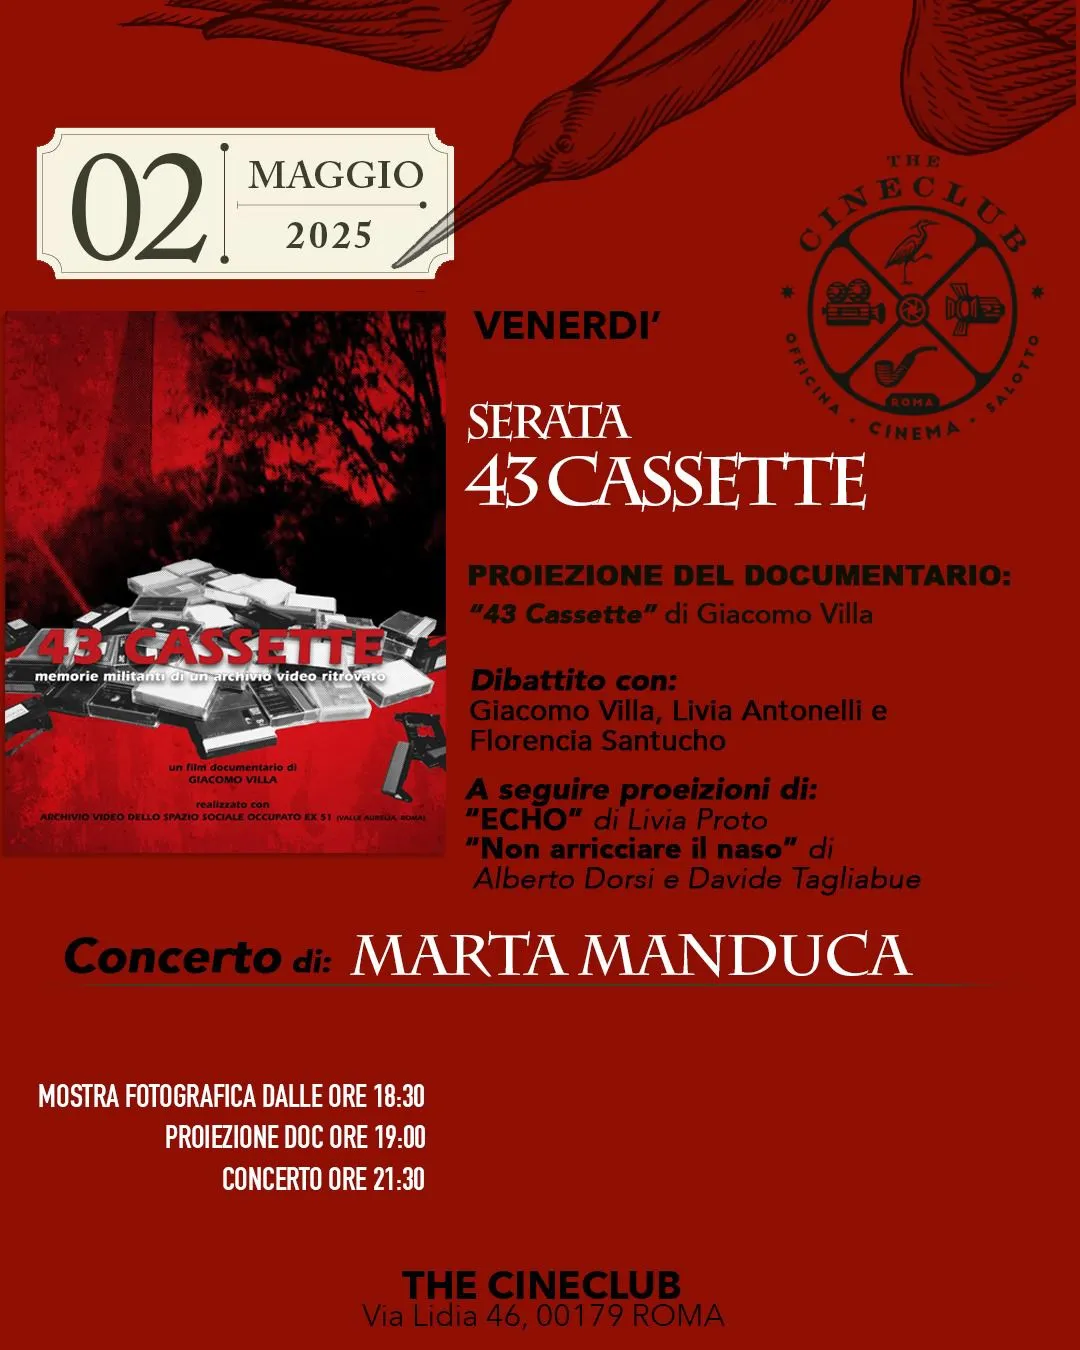 02
MAGGIO
2025
THE
CINECLUB
ROMA
OFFICINA · CINEMA · SALOTTO
VENERDI’
SERATA
43 CASSETTE
43 CASSETTE
memorie militanti di un archivio video ritrovato
un film documentario di
GIACOMO VILLA
realizzato con
ARCHIVIO VIDEO DELLO SPAZIO SOCIALE OCCUPATO EX 51 (VALLE AURELIA, ROMA)
PROIEZIONE DEL DOCUMENTARIO:
“43 Cassette” di Giacomo Villa
Dibattito con:
Giacomo Villa, Livia Antonelli e
Florencia Santucho
A seguire proeizioni di:
“ECHO“ di Livia Proto
”Non arricciare il naso” di
Alberto Dorsi e Davide Tagliabue
Concerto di: MARTA MANDUCA
MOSTRA FOTOGRAFICA DALLE ORE 18:30
PROIEZIONE DOC ORE 19:00
CONCERTO ORE 21:30
THE CINECLUB
Via Lidia 46, 00179 ROMA